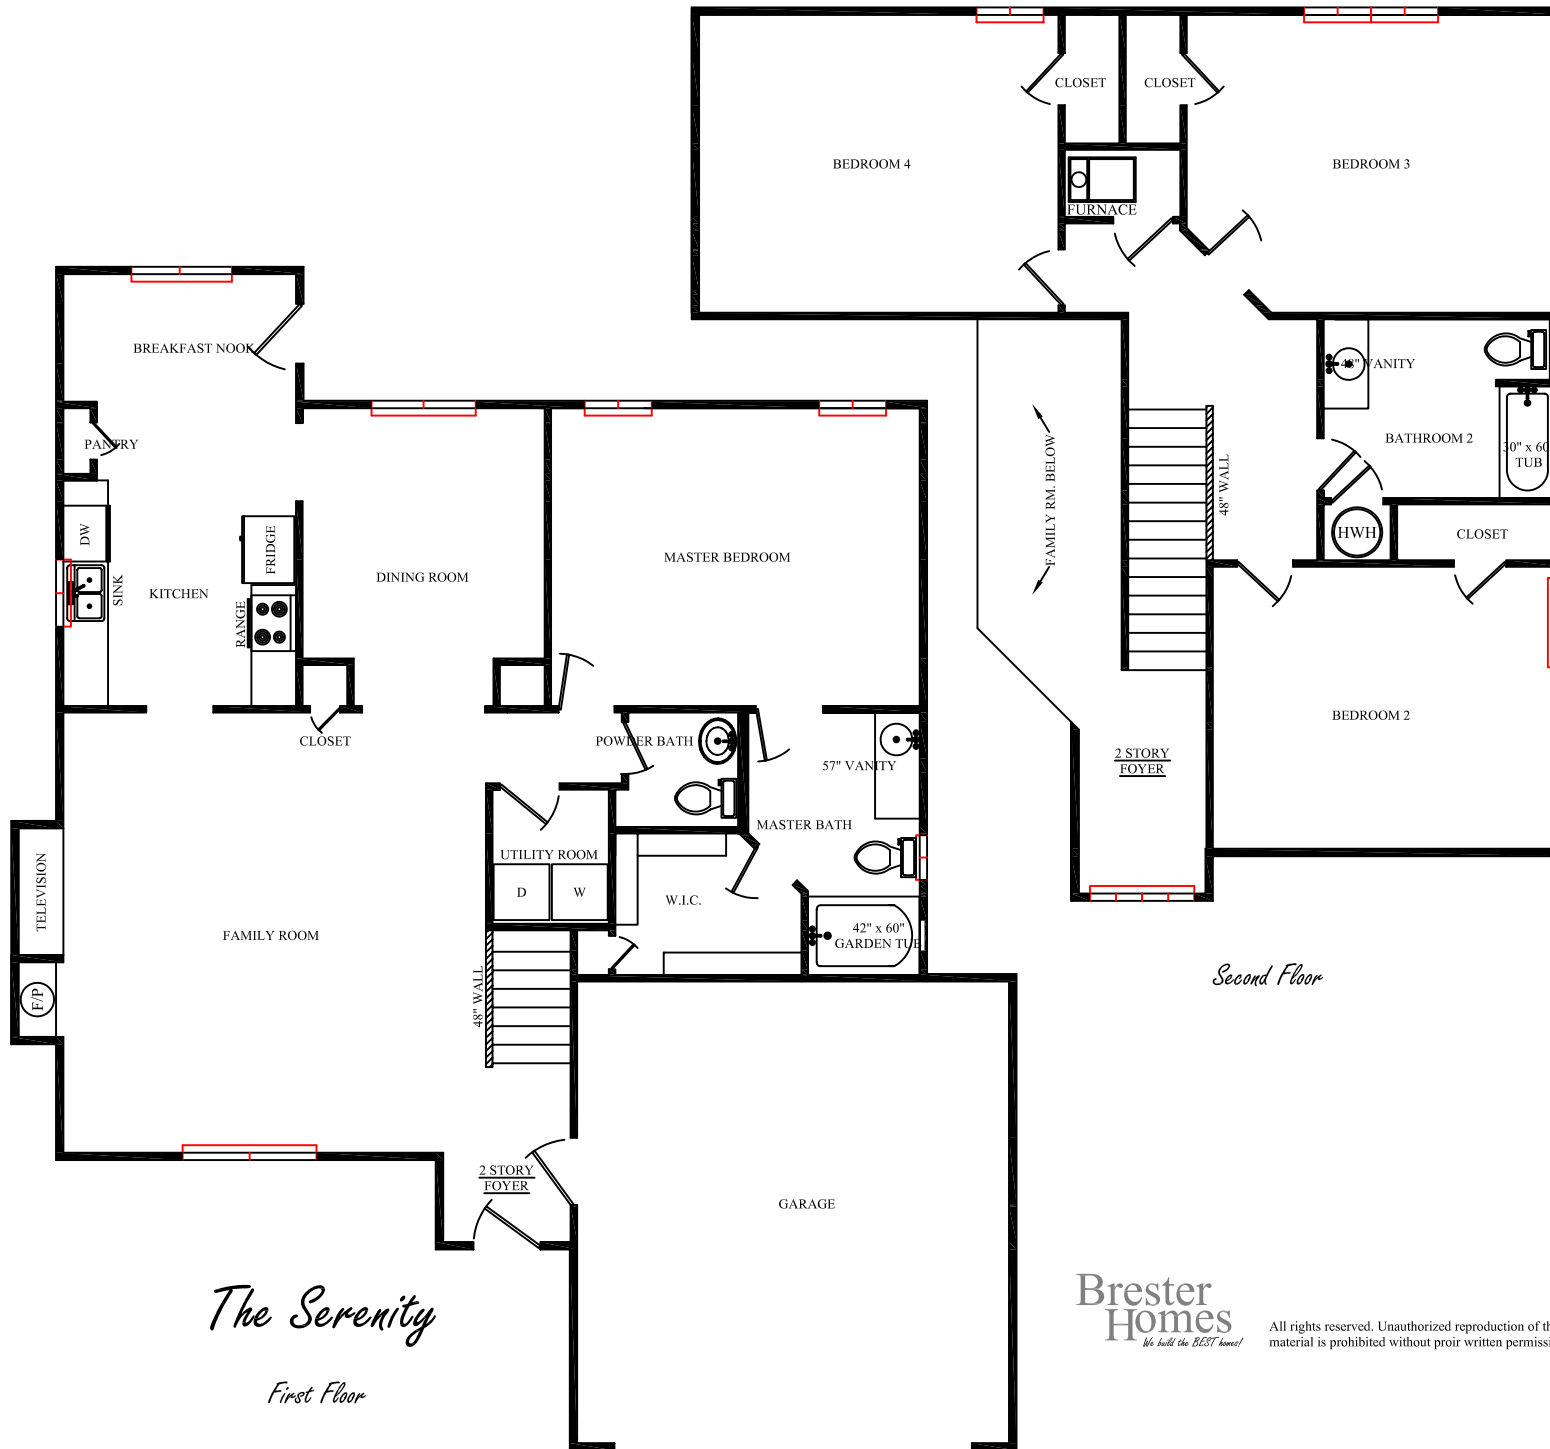 CLOSET
CLOSET
BEDROOM 4
BEDROOM 3
FURNACE
BREAKFAST NOOK
48" VANITY
PANTRY
BATHROOM 2
30" x 60
TUB
FAMILY RM. BELOW
48" WALL
DW
FRIDGE
HWH
CLOSET
MASTER BEDROOM
DINING ROOM
SINK
KITCHEN
RANGE
BEDROOM 2
CLOSET
POWDER BATH
2 STORY
FOYER
57" VANITY
MASTER BATH
UTILITY ROOM
D
W
TELEVISION
W.I.C.
FAMILY ROOM
42" x 60"
GARDEN TUB
Second Floor
F/P
48" WALL
2 STORY
FOYER
GARAGE
The Serenity
Brester
Homes
We build the BEST homes!
All rights reserved. Unauthorized reproduction of th
material is prohibited without proir written permissi
First Floor